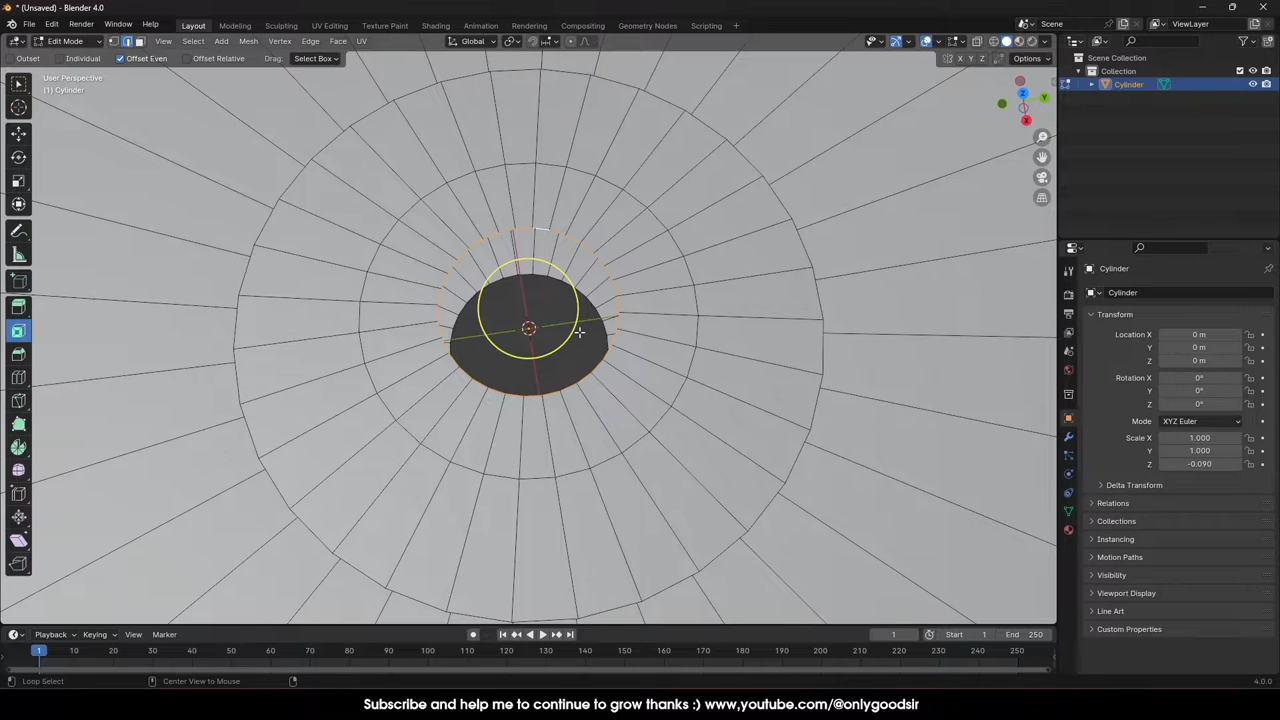 * (Unsaved) - Blender 4.0
File Edit Render Window Help Layout Modeling Sculpting UV Editing Texture Paint Shading Animation Rendering Compositing Geometry Nodes Scripting + Scene ViewLayer
Edit Mode View Select Add Mesh Vertex Edge Face UV Global
Outset Individual Offset Even Offset Relative Drag: Select Box X Y Z Options
User Perspective
(1) Cylinder
Z
Y
X
Scene Collection
Collection
Cylinder
Cylinder
Cylinder
Transform
Location X 0 m
Y 0 m
Z 0 m
Rotation X 0°
Y 0°
Z 0°
Mode XYZ Euler
Scale X 1.000
Y 1.000
Z -0.090
Delta Transform
Relations
Collections
Instancing
Motion Paths
Visibility
Viewport Display
Line Art
Custom Properties
Playback Keying View Marker 1 Start 1 End 250
1 10 20 30 40 50 60 70 80 90 100 110 120 130 140 150 160 170 180 190 200 210 220 230 240 250
Loop Select Center View to Mouse 4.0.0
Subscribe and help me to continue to grow thanks :) www.youtube.com/@onlygoodsir